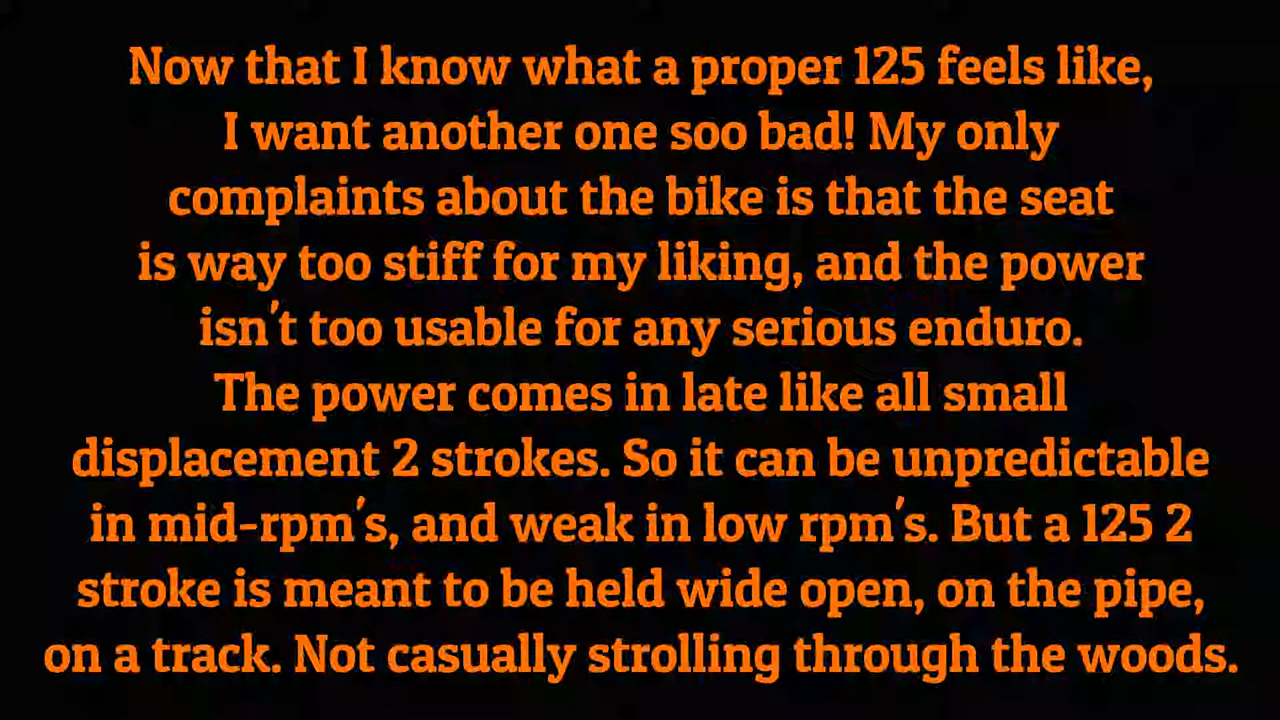 Now that I know what a proper 125 feels like,
I want another one soo bad! My only
complaints about the bike is that the seat
is way too stiff for my liking, and the power
isn't too usable for any serious enduro.
The power comes in late like all small
displacement 2 strokes. So it can be unpredictable
in mid-rpm's, and weak in low rpm's. But a 125 2
stroke is meant to be held wide open, on the pipe,
on a track. Not casually strolling through the woods.